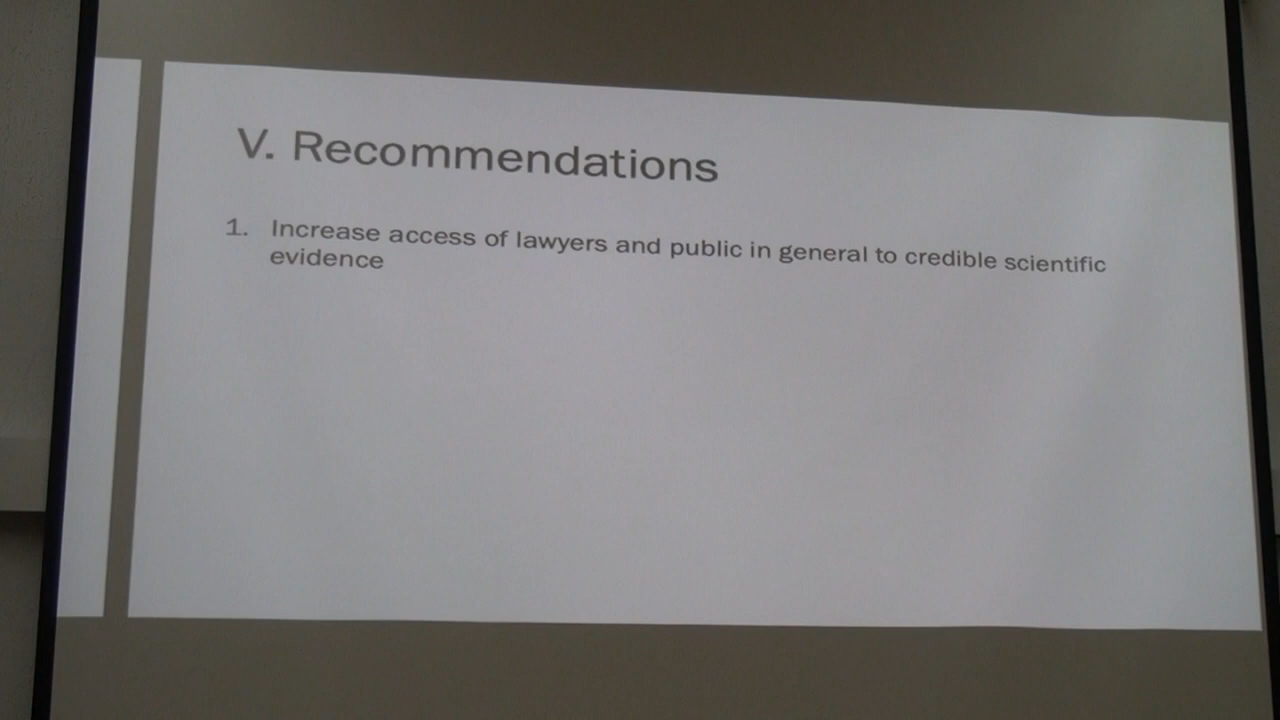 V. Recommendations
1. Increase access of lawyers and public in general to credible scientific
evidence